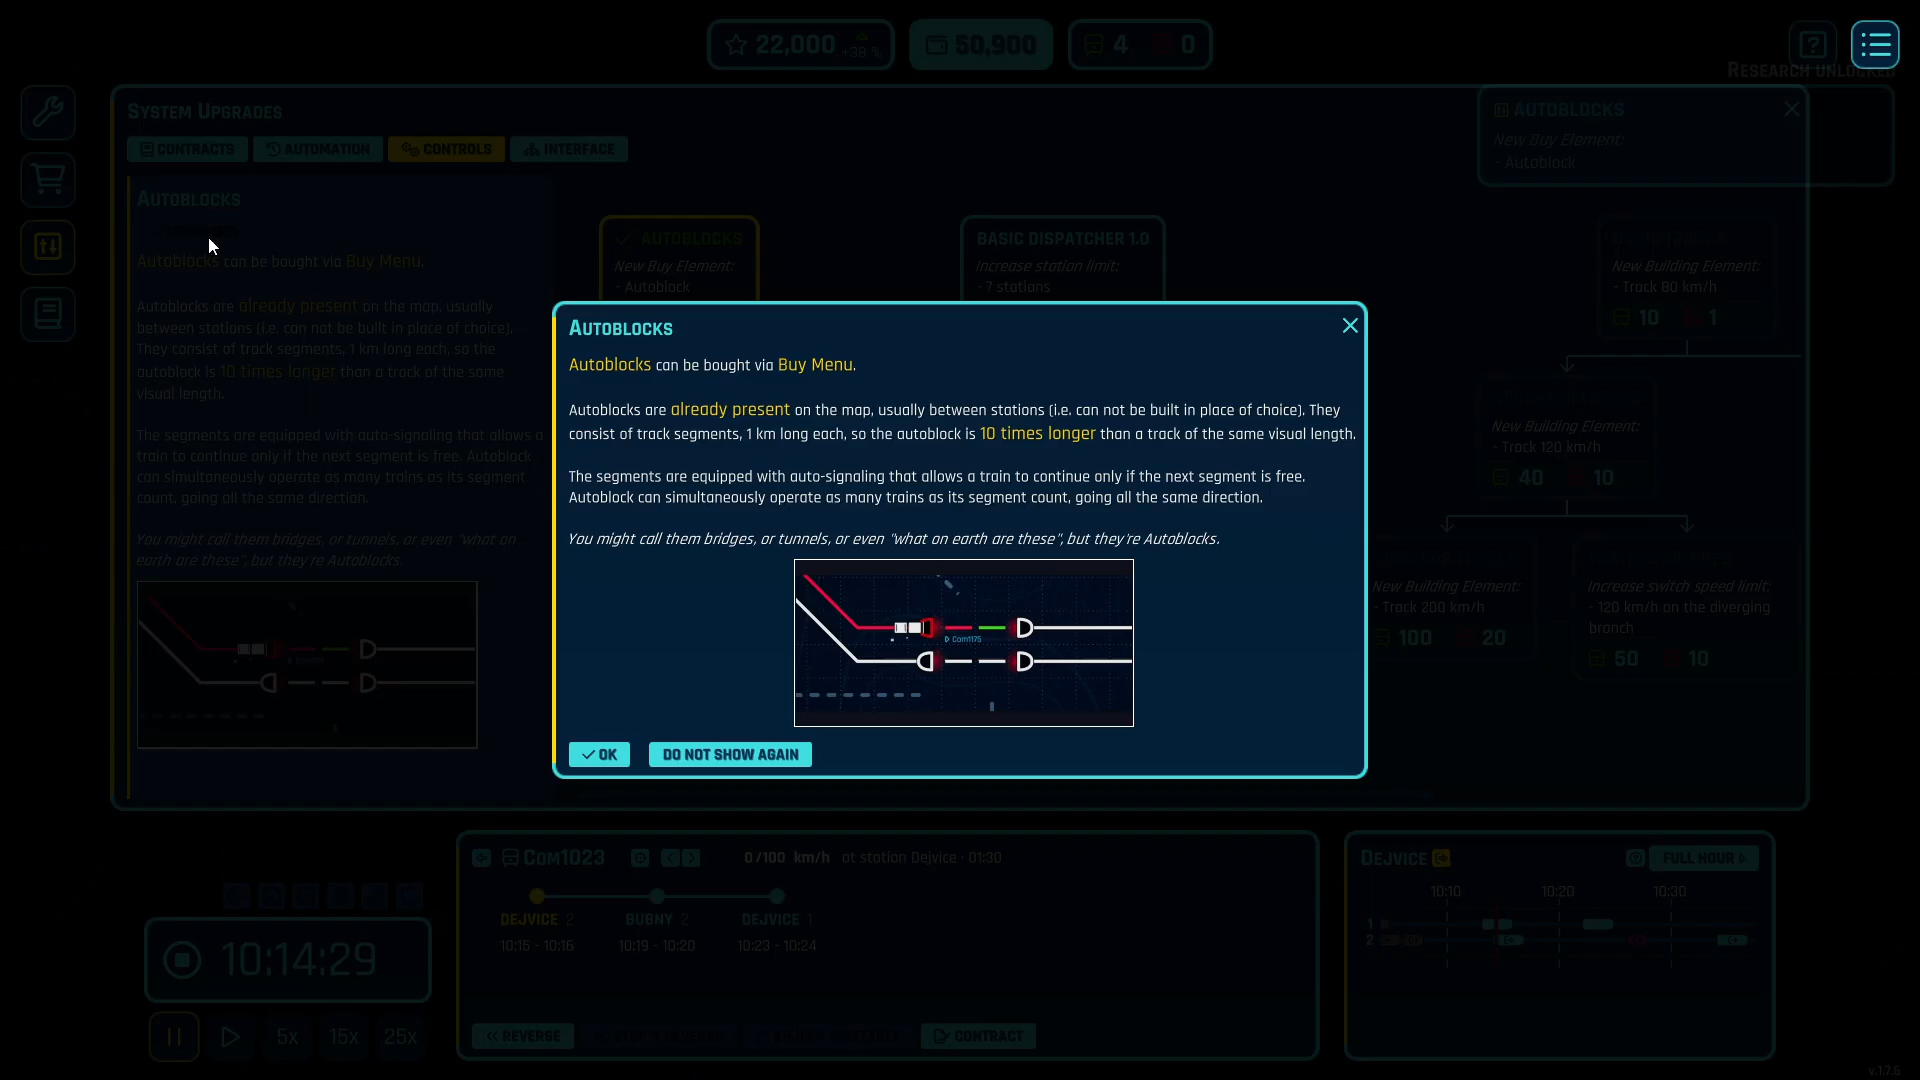 22,000 +38 %
50,900
4 0
RESEARCH UNLOCKED
SYSTEM UPGRADES
CONTRACTS AUTOMATION CONTROLS INTERFACE
AUTOBLOCKS
New Buy Element:
- Autoblock
AUTOBLOCKS
Autoblocks can be bought via Buy Menu.
Autoblocks are already present on the map, usually
between stations (i.e. can not be built in place of choice).
They consist of track segments, 1 km long each, so the
autoblock is 10 times longer than a track of the same
visual length.
The segments are equipped with auto-signaling that allows a
train to continue only if the next segment is free. Autoblock
can simultaneously operate as many trains as its segment
count, going all the same direction.
You might call them bridges, or tunnels, or even "what on
earth are these", but they're Autoblocks.
AUTOBLOCKS
New Buy Element:
- Autoblock
BASIC DISPATCHER 1.0
Increase station limit:
- 7 stations
New Building Element:
- Track 80 km/h
10 1
New Building Element:
- Track 120 km/h
40 10
New Building Element:
- Track 200 km/h
100 20
Increase switch speed limit:
- 120 km/h on the diverging
branch
50 10
AUTOBLOCKS
Autoblocks can be bought via Buy Menu.
Autoblocks are already present on the map, usually between stations (i.e. can not be built in place of choice). They
consist of track segments, 1 km long each, so the autoblock is 10 times longer than a track of the same visual length.
The segments are equipped with auto-signaling that allows a train to continue only if the next segment is free.
Autoblock can simultaneously operate as many trains as its segment count, going all the same direction.
You might call them bridges, or tunnels, or even "what on earth are these", but they're Autoblocks.
Com1175
OK DO NOT SHOW AGAIN
10:14:29
5x 15x 25x
COM1023 0/100 km/h at station Dejvice · 01:30
DEJVICE 2 BUBNY 2 DEJVICE 1
10:15 - 10:16 10:19 - 10:20 10:23 - 10:24
REVERSE CONTRACT
DEJVICE FULL HOUR
10:10 10:20 10:30
1
2
v.1.7.6